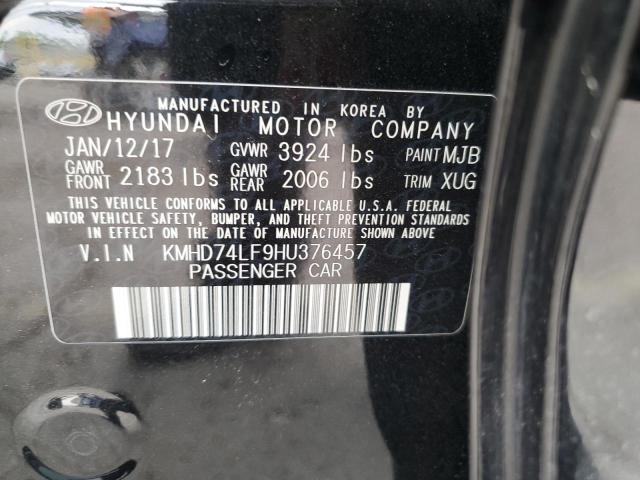 MANUFACTURED IN KOREA BY
HYUNDAI MOTOR COMPANY
JAN/12/17 GVWR 3924 lbs PAINT MJB
GAWR FRONT 2183 lbs GAWR REAR 2006 lbs TRIM XUG
THIS VEHICLE CONFORMS TO ALL APPLICABLE U.S.A. FEDERAL
MOTOR VEHICLE SAFETY, BUMPER, AND THEFT PREVENTION STANDARDS
IN EFFECT ON THE DATE OF MANUFACTURE SHOWN ABOVE
V.I.N KMHD74LF9HU376457
PASSENGER CAR